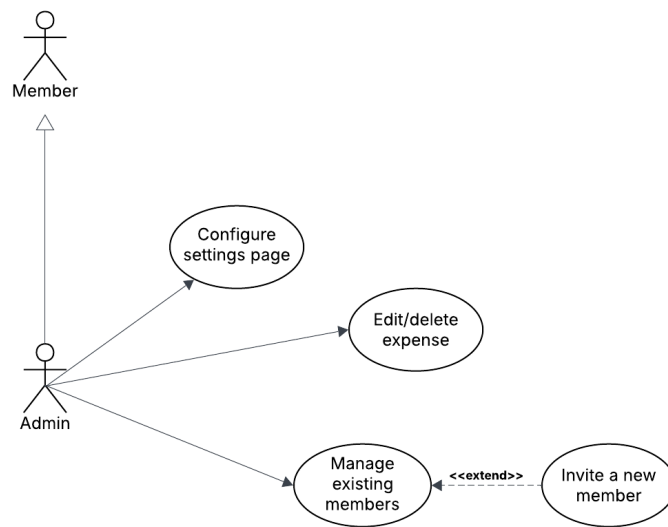 Member
Configure
settings page
Edit/delete
expense
Admin
Manage
existing
members
<<extend>>
Invite a new
member